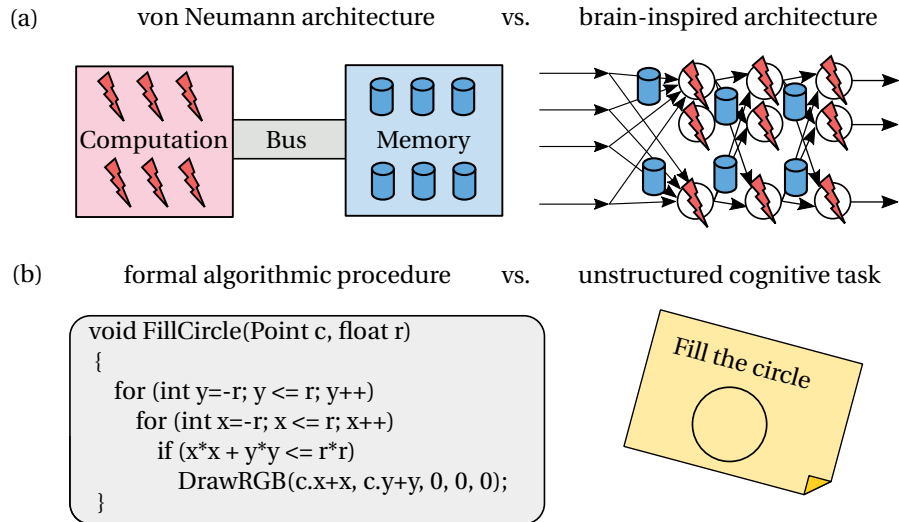 (a) von Neumann architecture vs. brain-inspired architecture
Computation Bus Memory
(b) formal algorithmic procedure vs. unstructured cognitive task
void FillCircle(Point c, float r)
{
for (int y=-r; y <= r; y++)
for (int x=-r; x <= r; x++)
if (x*x + y*y <= r*r)
DrawRGB(c.x+x, c.y+y, 0, 0, 0);
}
Fill the circle